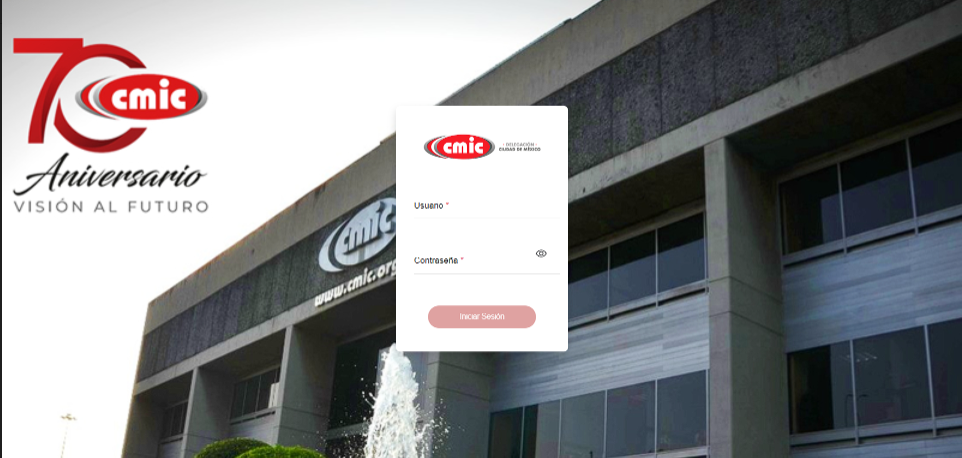 70 cmic
Aniversario
VISIÓN AL FUTURO
cmic
www.cmic.org
cmic
- DELEGACIÓN -
CIUDAD DE MÉXICO
Usuario *
Contraseña *
Iniciar Sesión